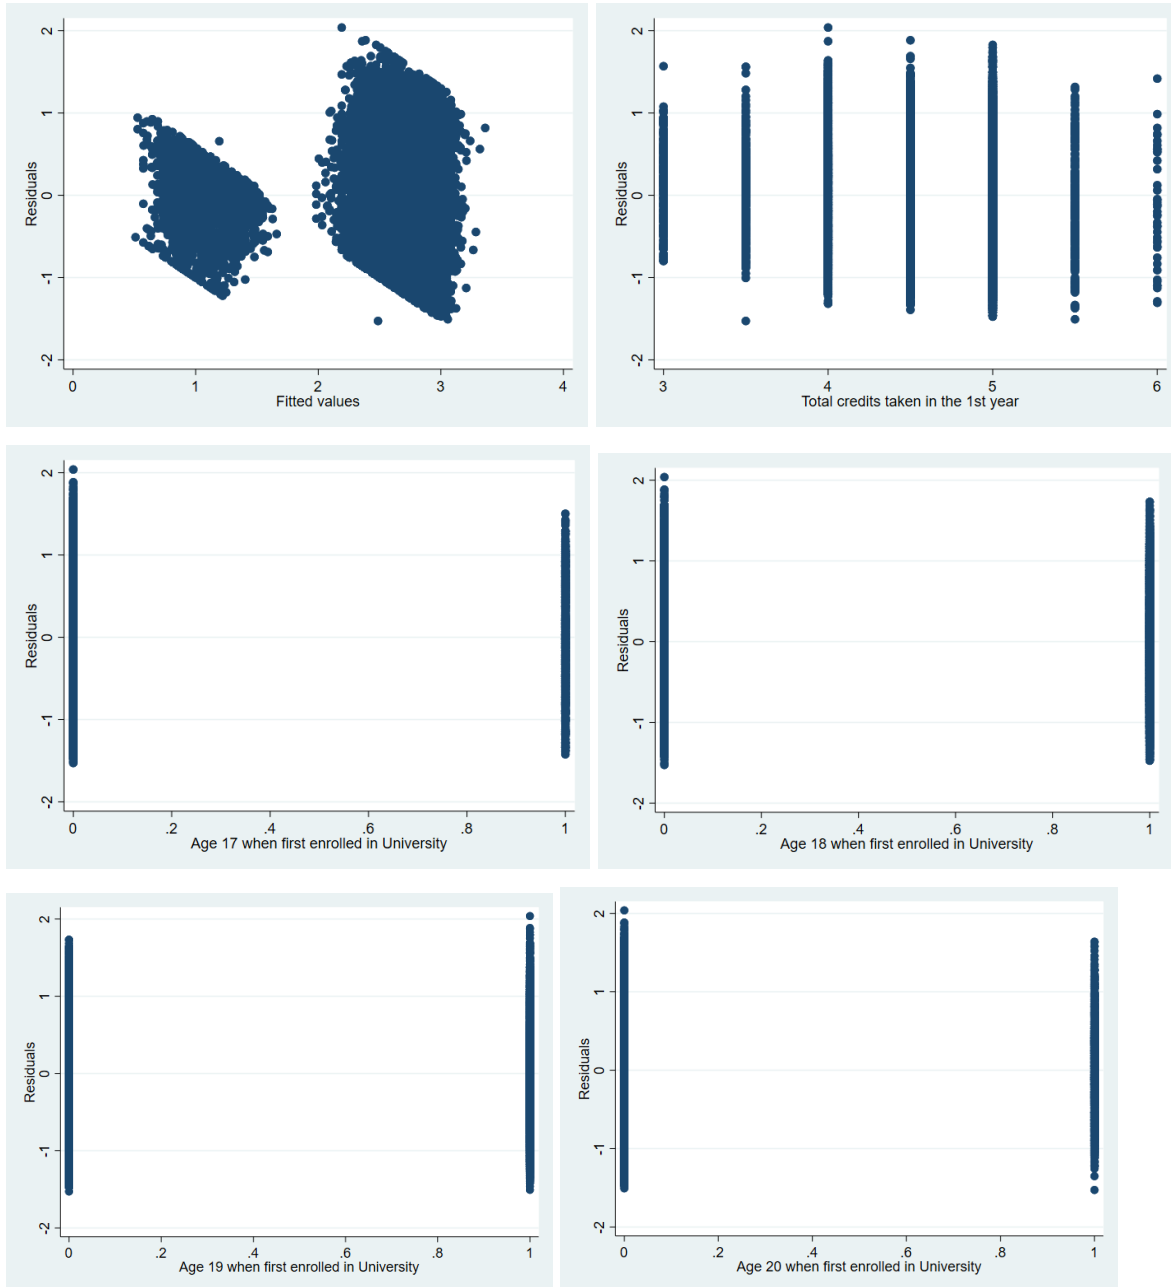 2
1
0
-1
-2
Residuals
0 1 2 3 4
Fitted values
2
1
0
-1
-2
Residuals
3 4 5 6
Total credits taken in the 1st year
2
1
0
-1
-2
Residuals
0 .2 .4 .6 .8 1
Age 17 when first enrolled in University
2
1
0
-1
-2
Residuals
0 .2 .4 .6 .8 1
Age 18 when first enrolled in University
2
1
0
-1
-2
Residuals
0 .2 .4 .6 .8 1
Age 19 when first enrolled in University
2
1
0
-1
-2
Residuals
0 .2 .4 .6 .8 1
Age 20 when first enrolled in University